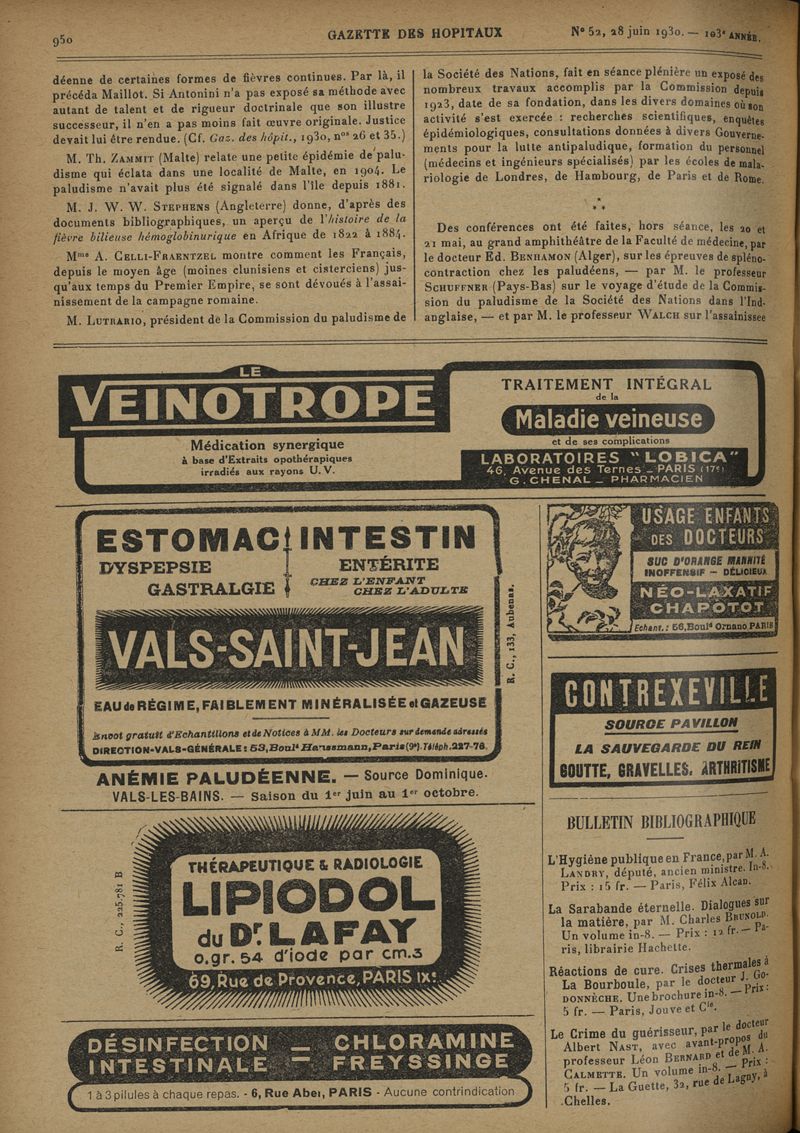 950
GAZETTE DES HOPITAUX
N° 52, 28 juin 1930. — 103e ANNÉE.
déenne de certaines formes de fièvres continues. Par là, il
précéda Maillot. Si Antonini n'a pas exposé sa méthode avec
autant de talent et de rigueur doctrinale que son illustre
successeur, il n'en a pas moins fait œuvre originale. Justice
devait lui être rendue. (Cf. Gaz. des hôpit., 1930, nos 26 et 35.)
M. Th. ZAMMIT (Malte) relate une petite épidémie de palu-
disme qui éclata dans une localité de Malte, en 1904. Le
paludisme n'avait plus été signalé dans l'île depuis 1881.
M. J. W. W. STEPHENS (Angleterre) donne, d'après des
documents bibliographiques, un aperçu de l'histoire de la
fièvre bilieuse hémoglobinurique en Afrique de 1822 à 1884.
Mme A. CELLI-FRAENTZEL montre comment les Français,
depuis le moyen âge (moines clunisiens et cisterciens) jus-
qu'aux temps du Premier Empire, se sont dévoués à l'assai-
nissement de la campagne romaine.
M. LUTRARIO, président de la Commission du paludisme de
la Société des Nations, fait en séance plénière un exposé des
nombreux travaux accomplis par la Commission depuis
1923, date de sa fondation, dans les divers domaines où son
activité s'est exercée : recherches scientifiques, enquêtes
épidémiologiques, consultations données à divers Gouverne-
ments pour la lutte antipaludique, formation du personnel
(médecins et ingénieurs spécialisés) par les écoles de mala-
riologie de Londres, de Hambourg, de Paris et de Rome.
* * *
Des conférences ont été faites, hors séance, les 20 et
21 mai, au grand amphithéâtre de la Faculté de médecine, par
le docteur Ed. BENHAMON (Alger), sur les épreuves de spléno-
contraction chez les paludéens, — par M. le professeur
SCHUFFNER (Pays-Bas) sur le voyage d'étude de la Commis-
sion du paludisme de la Société des Nations dans l'Ind-
anglaise, — et par M. le professeur WALCH sur l'assainissee
LE
VEINOTROPE
Médication synergique
à base d'Extraits opothérapiques
irradiés aux rayons U.V.
TRAITEMENT INTÉGRAL
de la
Maladie veineuse
et de ses complications
LABORATOIRES "LOBICA"
46, Avenue des Ternes _ PARIS (17e)
G. CHENAL _ PHARMACIEN
ESTOMAC INTESTIN
DYSPEPSIE
ENTÉRITE
GASTRALGIE
CHEZ L'ENFANT
CHEZ L'ADULTE
VALS-SAINT-JEAN
EAU de RÉGIME, FAIBLEMENT MINÉRALISÉE et GAZEUSE
Envoi gratuit d'Echantillons et de Notices à MM. les Docteurs sur demande adressée
DIRECTION-VALS-GÉNÉRALE : 53, Boulᵈ Haussmann, Paris (9e). Téléph. 227-76.
R. C., 133, Aubenas.
ANÉMIE PALUDÉENNE. — Source Dominique.
VALS-LES-BAINS. — Saison du 1er juin au 1er octobre.
USAGE ENFANTS
DES DOCTEURS
SUC D'ORANGE MANNITÉ
INOFFENSIF — DÉLICIEUX
NÉO-LAXATIF
CHAPOTOT
Echant. : 56, Boulᵈ Ornano. PARIS
CONTREXEVILLE
SOURCE PAVILLON
LA SAUVEGARDE DU REIN
GOUTTE, GRAVELLES, ARTHRITISME
THÉRAPEUTIQUE & RADIOLOGIE
LIPIODOL
du Dr. LAFAY
0.gr. 54 d'iode par cm.3
69, Rue de Provence, PARIS IXe
R. C., 225.781 B
DÉSINFECTION
INTESTINALE
—
CHLORAMINE
FREYSSINGE
1 à 3 pilules à chaque repas. - 6, Rue Abel, PARIS - Aucune contrindication
BULLETIN BIBLIOGRAPHIQUE
L'Hygiène publique en France, par M. A.
LANDRY, député, ancien ministre. In-8.
Prix : 15 fr. — Paris, Félix Alcan.
La Sarabande éternelle. Dialogues sur
la matière, par M. Charles BRUNOLD.
Un volume in-8. — Prix : 12 fr. — Pa-
ris, librairie Hachette.
Réactions de cure. Crises thermales à
La Bourboule, par le docteur J. GO-
DONNÈCHE. Une brochure in-8. — Prix :
5 fr. — Paris, Jouve et Cie.
Le Crime du guérisseur, par le docteur
Albert NAST, avec avant-propos du
professeur Léon BERNARD et de M. A.
CALMETTE. Un volume in-8. — Prix :
5 fr. — La Guette, 32, rue de Lagny, à
Chelles.